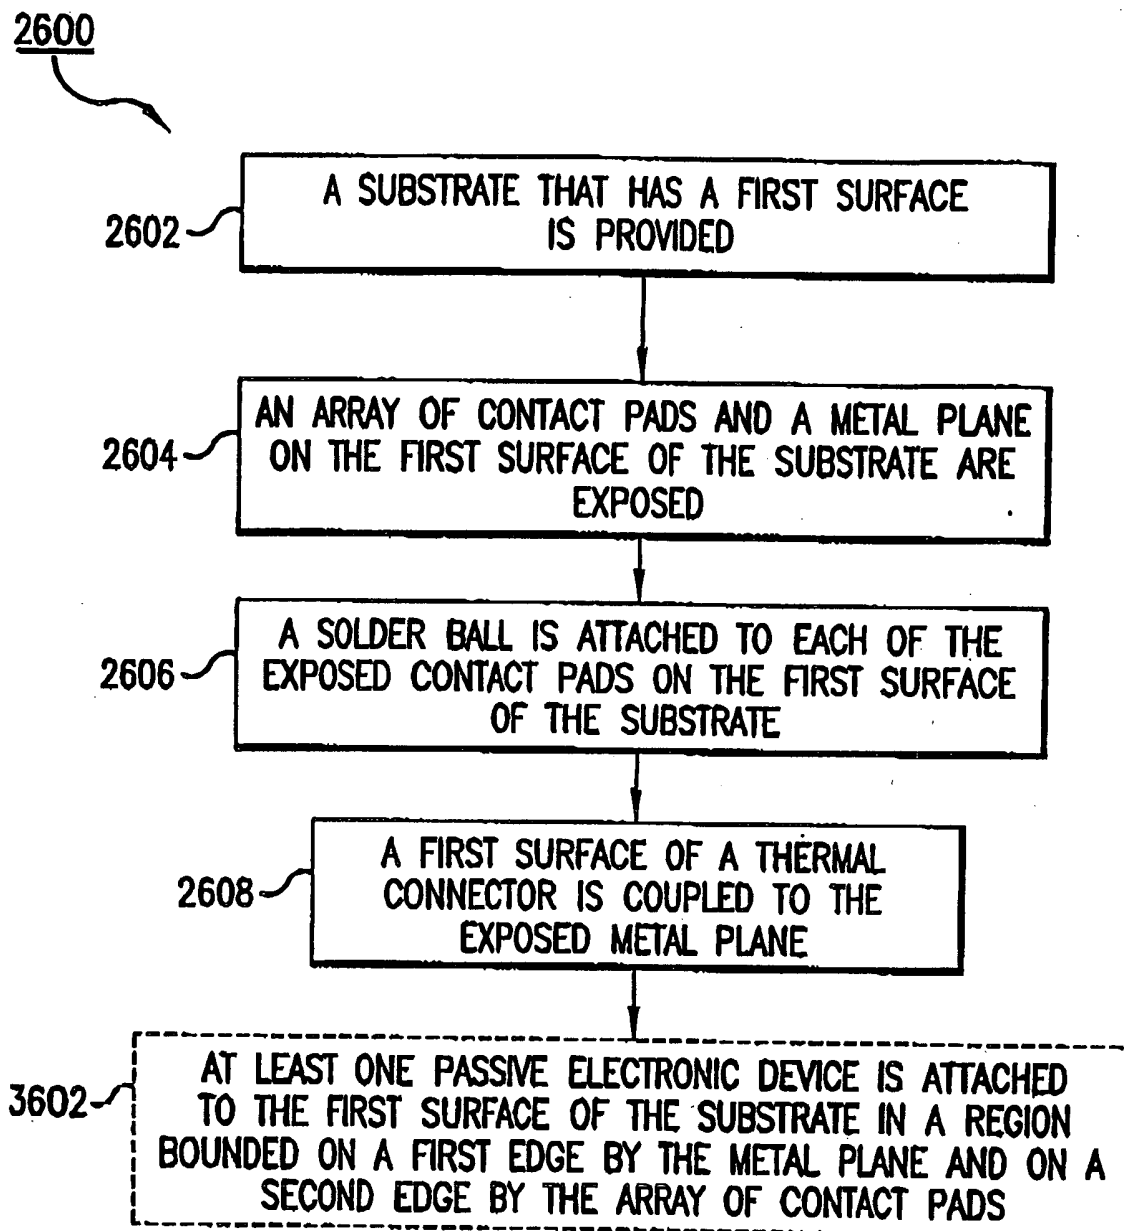 2600
2602
A SUBSTRATE THAT HAS A FIRST SURFACE
IS PROVIDED
2604
AN ARRAY OF CONTACT PADS AND A METAL PLANE
ON THE FIRST SURFACE OF THE SUBSTRATE ARE
EXPOSED
2606
A SOLDER BALL IS ATTACHED TO EACH OF THE
EXPOSED CONTACT PADS ON THE FIRST SURFACE
OF THE SUBSTRATE
2608
A FIRST SURFACE OF A THERMAL
CONNECTOR IS COUPLED TO THE
EXPOSED METAL PLANE
3602
AT LEAST ONE PASSIVE ELECTRONIC DEVICE IS ATTACHED
TO THE FIRST SURFACE OF THE SUBSTRATE IN A REGION
BOUNDED ON A FIRST EDGE BY THE METAL PLANE AND ON A
SECOND EDGE BY THE ARRAY OF CONTACT PADS